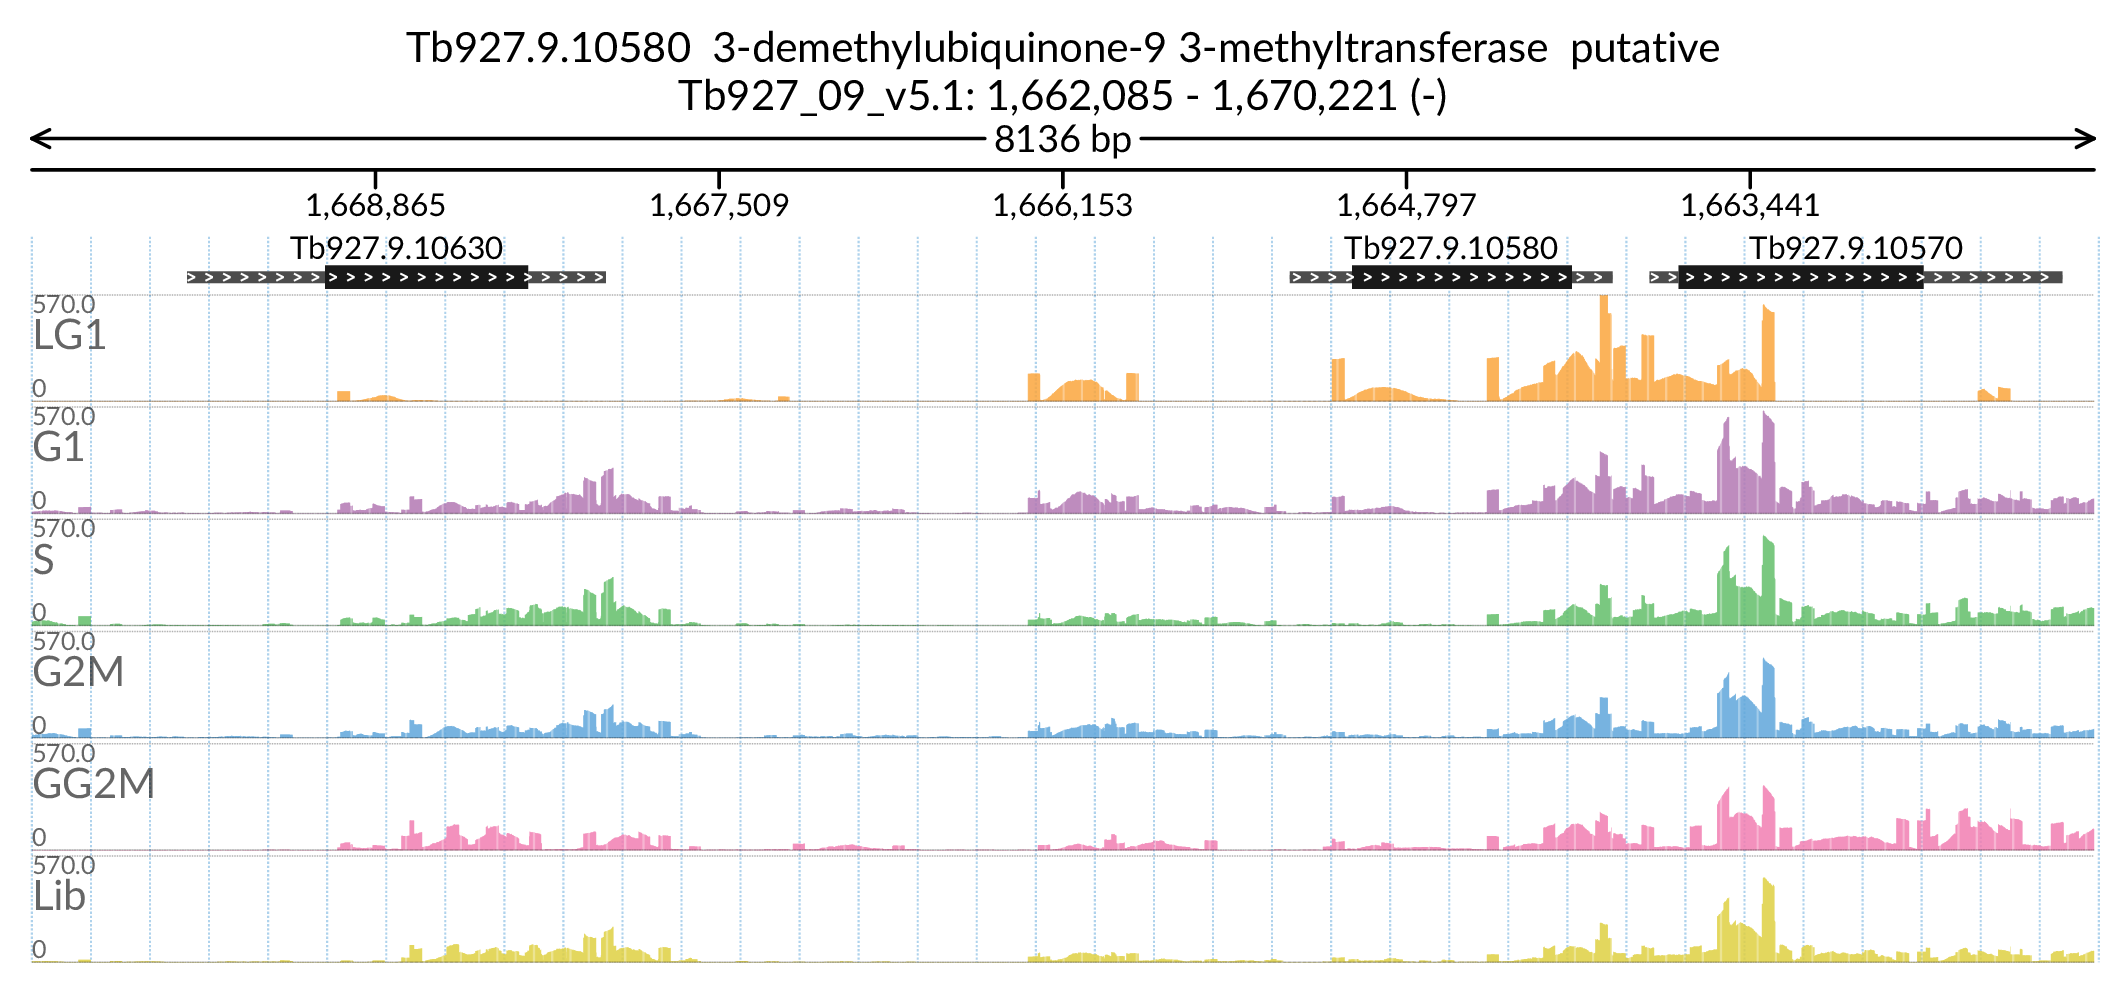 Tb927.9.10580  3-demethylubiquinone-9 3-methyltransferase  putative
Tb927_09_v5.1: 1,662,085 - 1,670,221 (-)
8136 bp
1,668,865 1,667,509 1,666,153 1,664,797 1,663,441
Tb927.9.10630 Tb927.9.10580 Tb927.9.10570
570.0
LG1
0
570.0
G1
0
570.0
S
0
570.0
G2M
0
570.0
GG2M
0
570.0
Lib
0